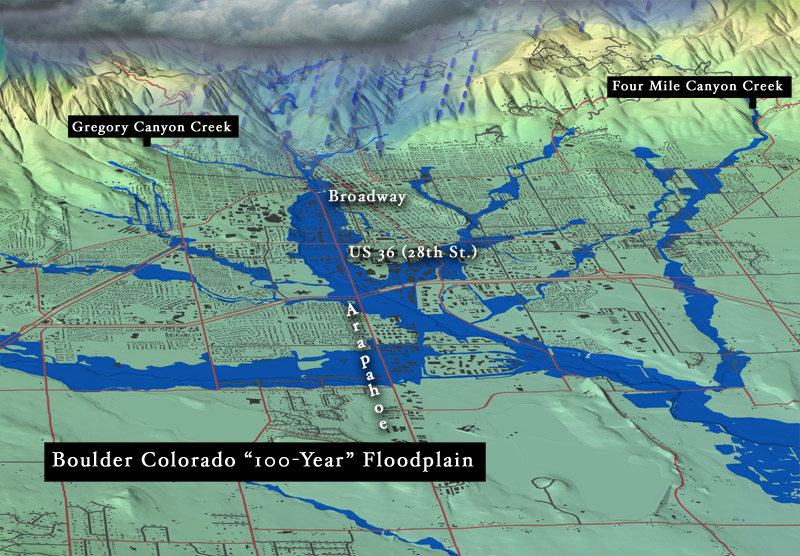 Four Mile Canyon Creek
Gregory Canyon Creek
Broadway
US 36 (28th St.)
Arapahoe
Boulder Colorado “100-Year” Floodplain